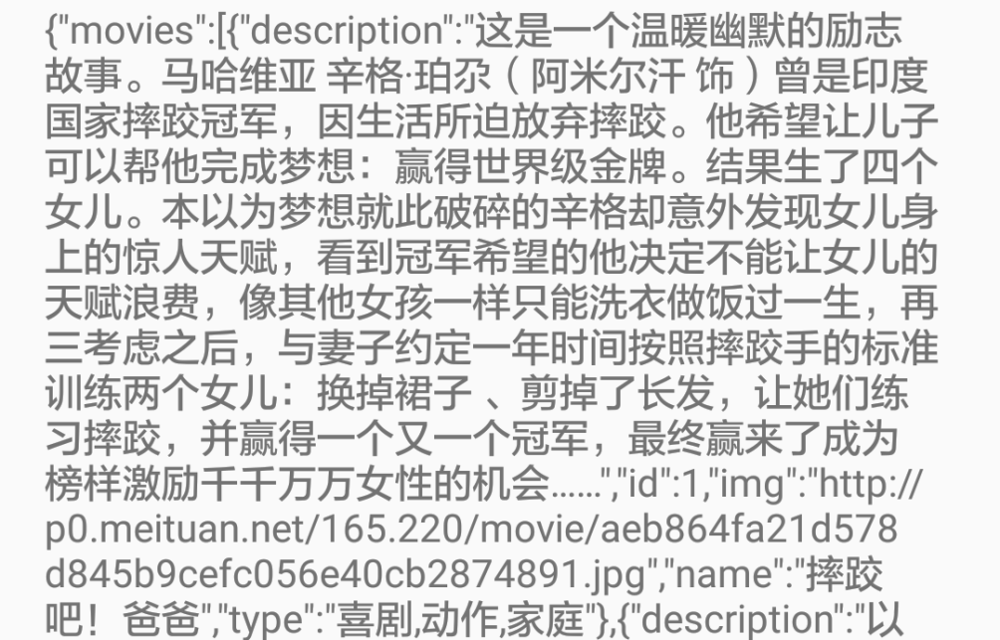 {"movies":[{"description":"这是一个温暖幽默的励志
故事。马哈维亚 辛格·珀尕（阿米尔汗 饰）曾是印度
国家摔跤冠军，因生活所迫放弃摔跤。他希望让儿子
可以帮他完成梦想：赢得世界级金牌。结果生了四个
女儿。本以为梦想就此破碎的辛格却意外发现女儿身
上的惊人天赋，看到冠军希望的他决定不能让女儿的
天赋浪费，像其他女孩一样只能洗衣做饭过一生，再
三考虑之后，与妻子约定一年时间按照摔跤手的标准
训练两个女儿：换掉裙子 、剪掉了长发，让她们练
习摔跤，并赢得一个又一个冠军，最终赢来了成为
榜样激励千千万万女性的机会……","id":1,"img":"http://
p0.meituan.net/165.220/movie/aeb864fa21d578
d845b9cefc056e40cb2874891.jpg","name":"摔跤
吧！爸爸","type":"喜剧,动作,家庭"},{"description":"以